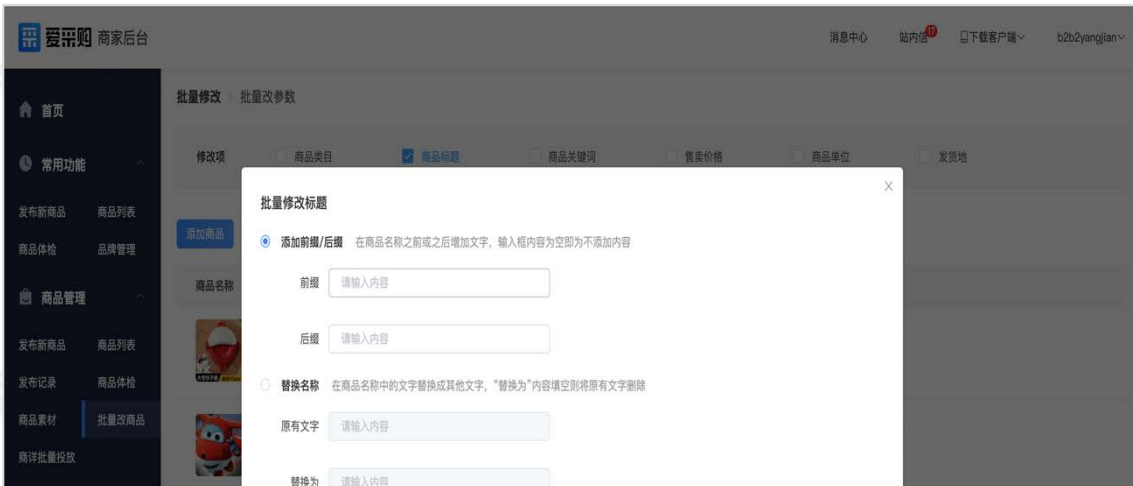 采 爱采购 商家后台
消息中心 站内信 17 下载客户端 b2b2yangjian
首页
常用功能
发布新商品 商品列表
商品体检 品牌管理
商品管理
发布新商品 商品列表
发布记录 商品体检
商品素材 批量改商品
商详批量投放
批量修改 批量改参数
修改项 商品类目 商品标题 商品关键词 售卖价格 商品单位 发货地
添加商品
商品名称
批量修改标题 X
添加前缀/后缀 在商品名称之前或之后增加文字，输入框内容为空即为不添加内容
前缀 请输入内容
后缀 请输入内容
替换名称 在商品名称中的文字替换成其他文字，“替换为”内容填空则将原有文字删除
原有文字 请输入内容
替换为 请输入内容